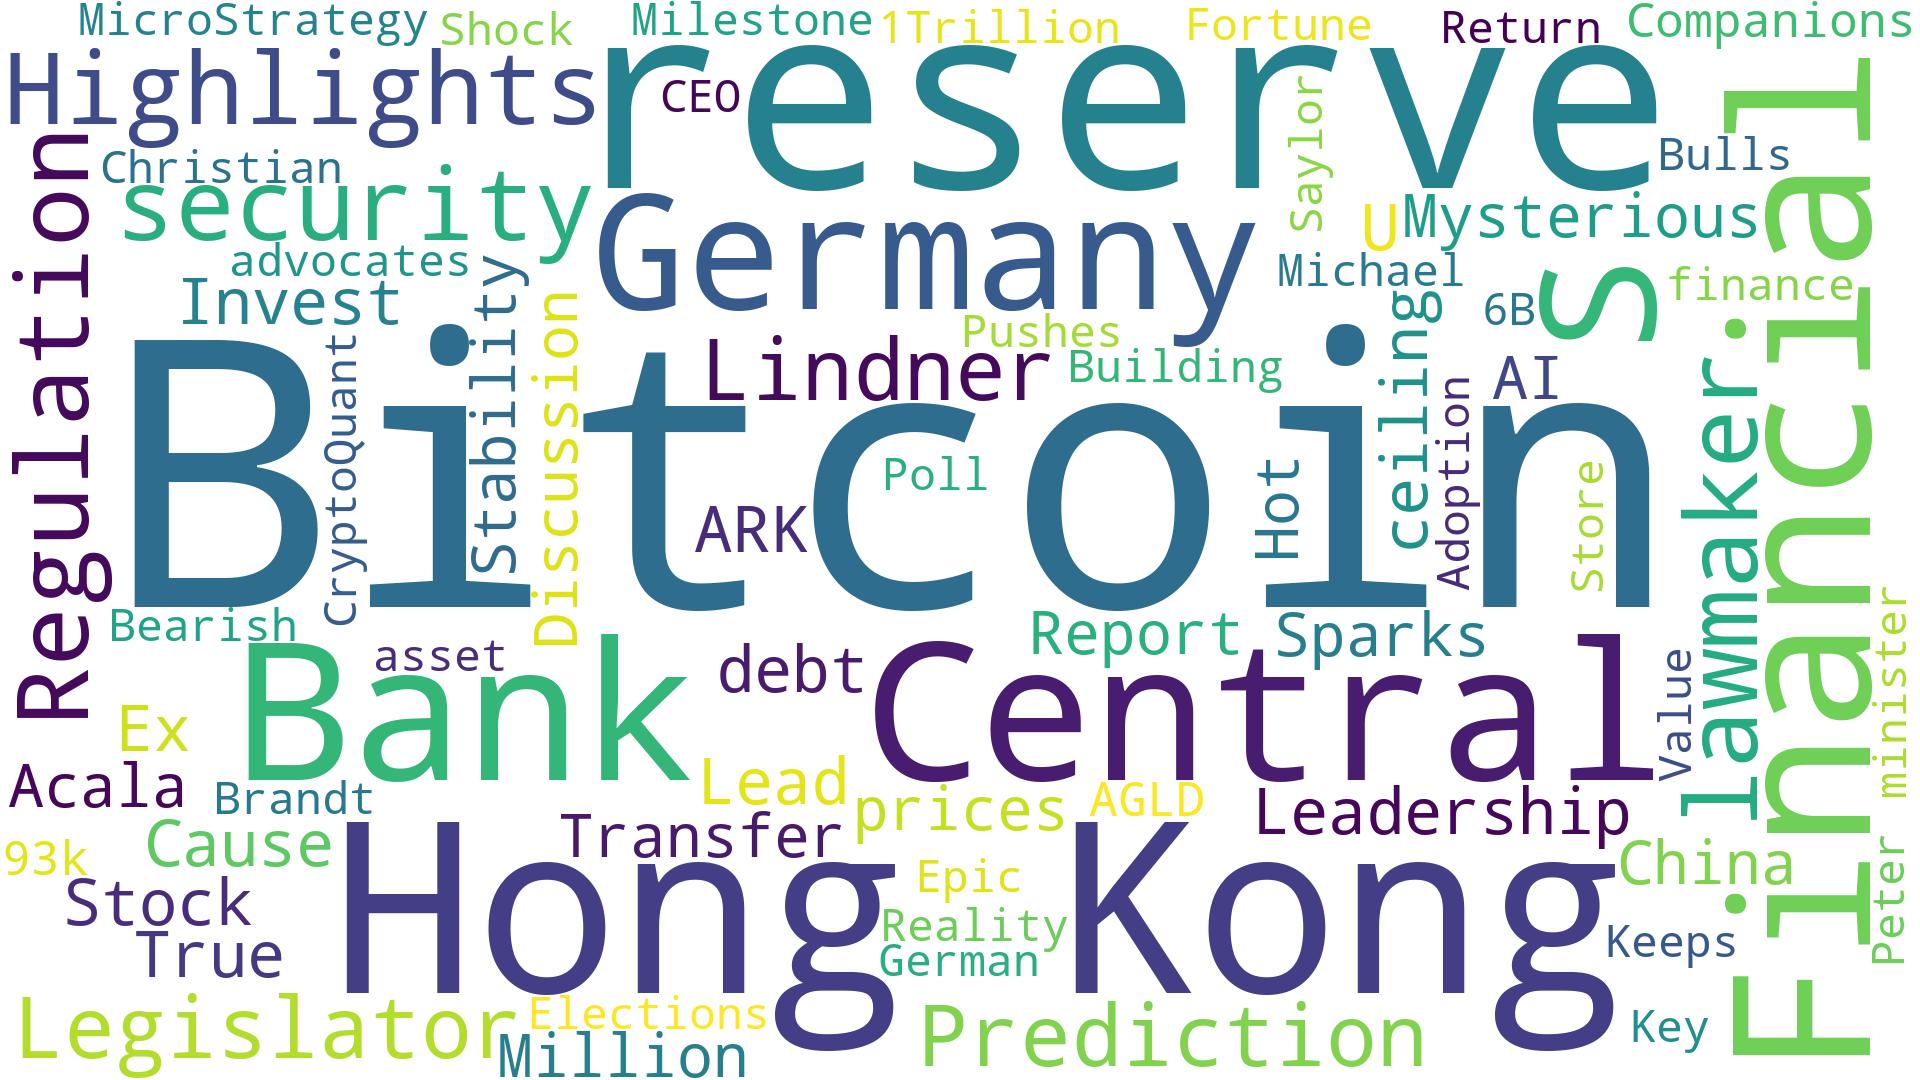 MicroStrategy
Shock
Milestone
1Trillion
Fortune
Return
Companions
Highlights
reserve
CEO
Saylor
Bulls
Christian
security
Germany
U
Mysterious
Regulation
advocates
Invest
Michael
S
finance
6B
Financial
Stability
Discussion
CryptoQuant
Lindner
Pushes
Building
ceiling
AI
Adoption
lawmaker
Bitcoin
Poll
ARK
Hot
Store
Bearish
asset
Report
Sparks
Bank
debt
Central
Value
minister
Ex
Acala
Brandt
Lead
prices
AGLD
Leadership
Transfer
93k
Cause
Hong Kong
China
Peter
Stock
Epic
True
Reality
German
Keeps
Legislator
Elections
Million
Prediction
Key